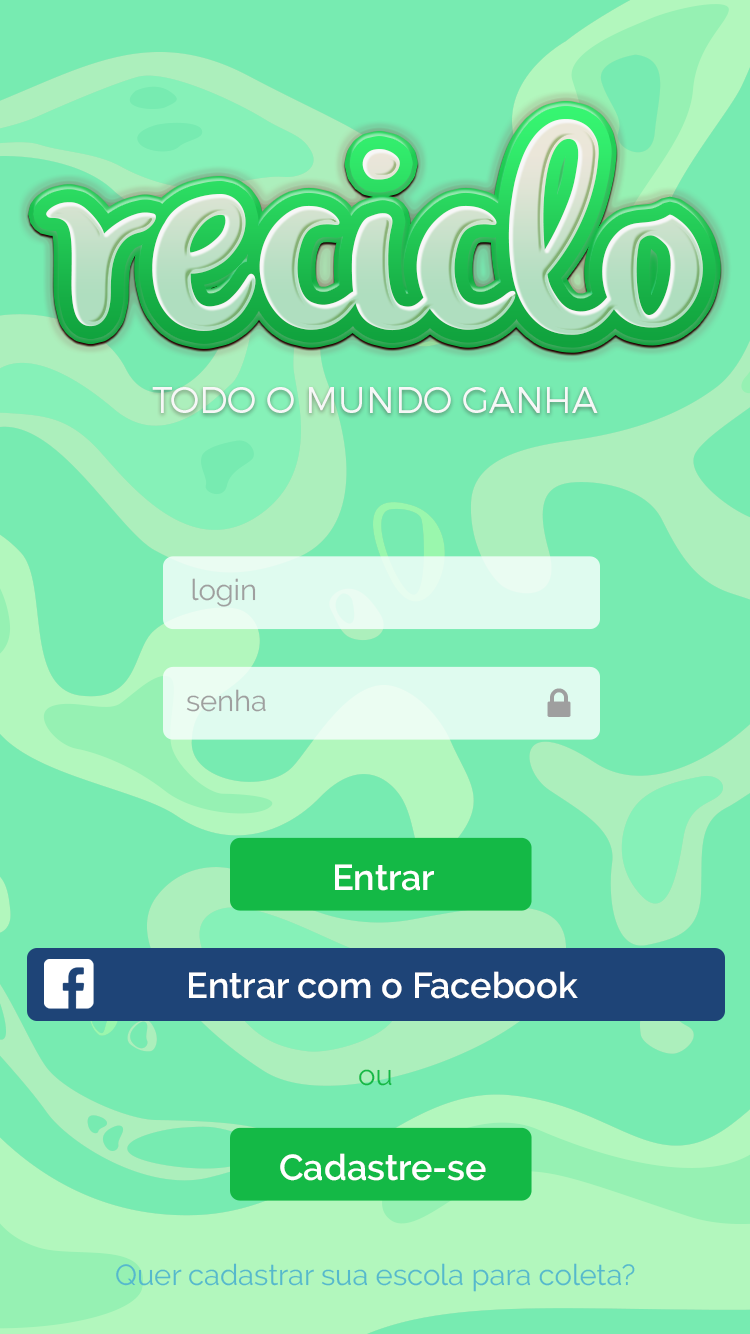 reciclo
TODO O MUNDO GANHA
login
senha
Entrar
Entrar com o Facebook
ou
Cadastre-se
Quer cadastrar sua escola para coleta?